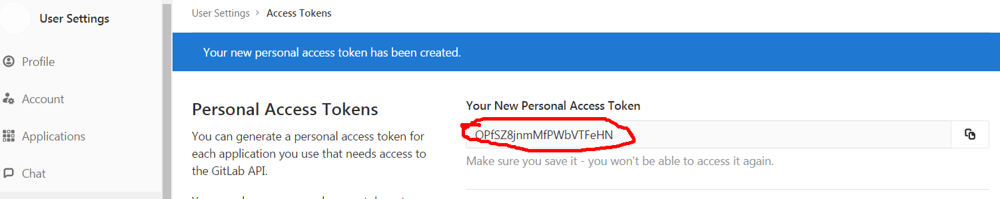 User Settings
Profile
Account
Applications
Chat
User Settings > Access Tokens
Your new personal access token has been created.
Personal Access Tokens
You can generate a personal access token for
each application you use that needs access to
the GitLab API.
Your New Personal Access Token
Make sure you save it - you won't be able to access it again.